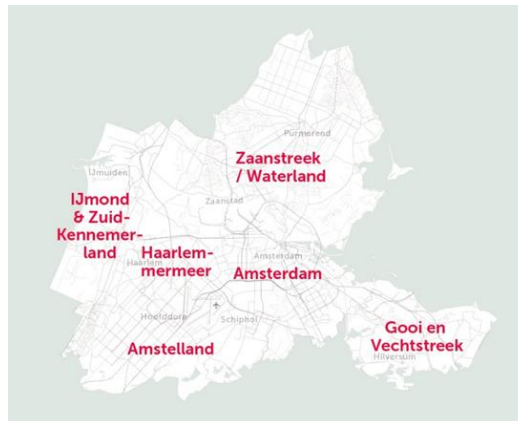 Purmerend
Zaanstreek
/ Waterland
IJmuiden
IJmond
& Zuid-
Kennemer-
land
Zaanstad
Haarlem
Haarlem-
mermeer
Amsterdam
Amsterdam
Hoofddorp
Schiphol
Amstelland
Gooi en
Vechtstreek
Hilversum